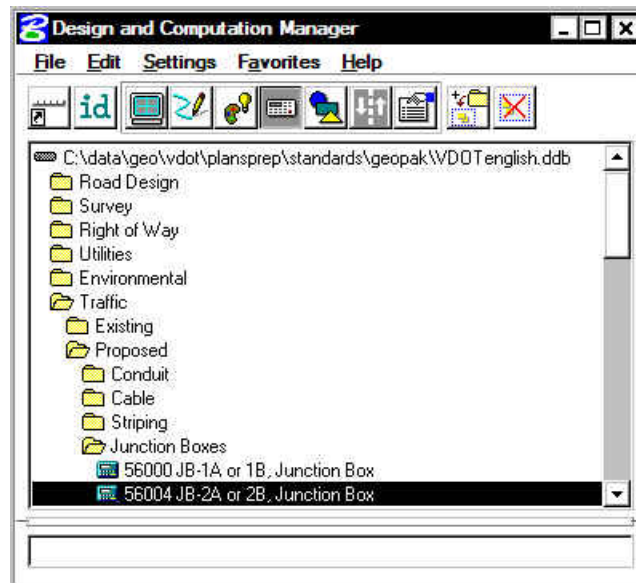 Design and Computation Manager
File Edit Settings Favorites Help
id
C:\data\geo\vdot\plansprep\standards\geopak\VDOTenglish.ddb
Road Design
Survey
Right of Way
Utilities
Environmental
Traffic
Existing
Proposed
Conduit
Cable
Striping
Junction Boxes
56000 JB-1A or 1B, Junction Box
56004 JB-2A or 2B, Junction Box